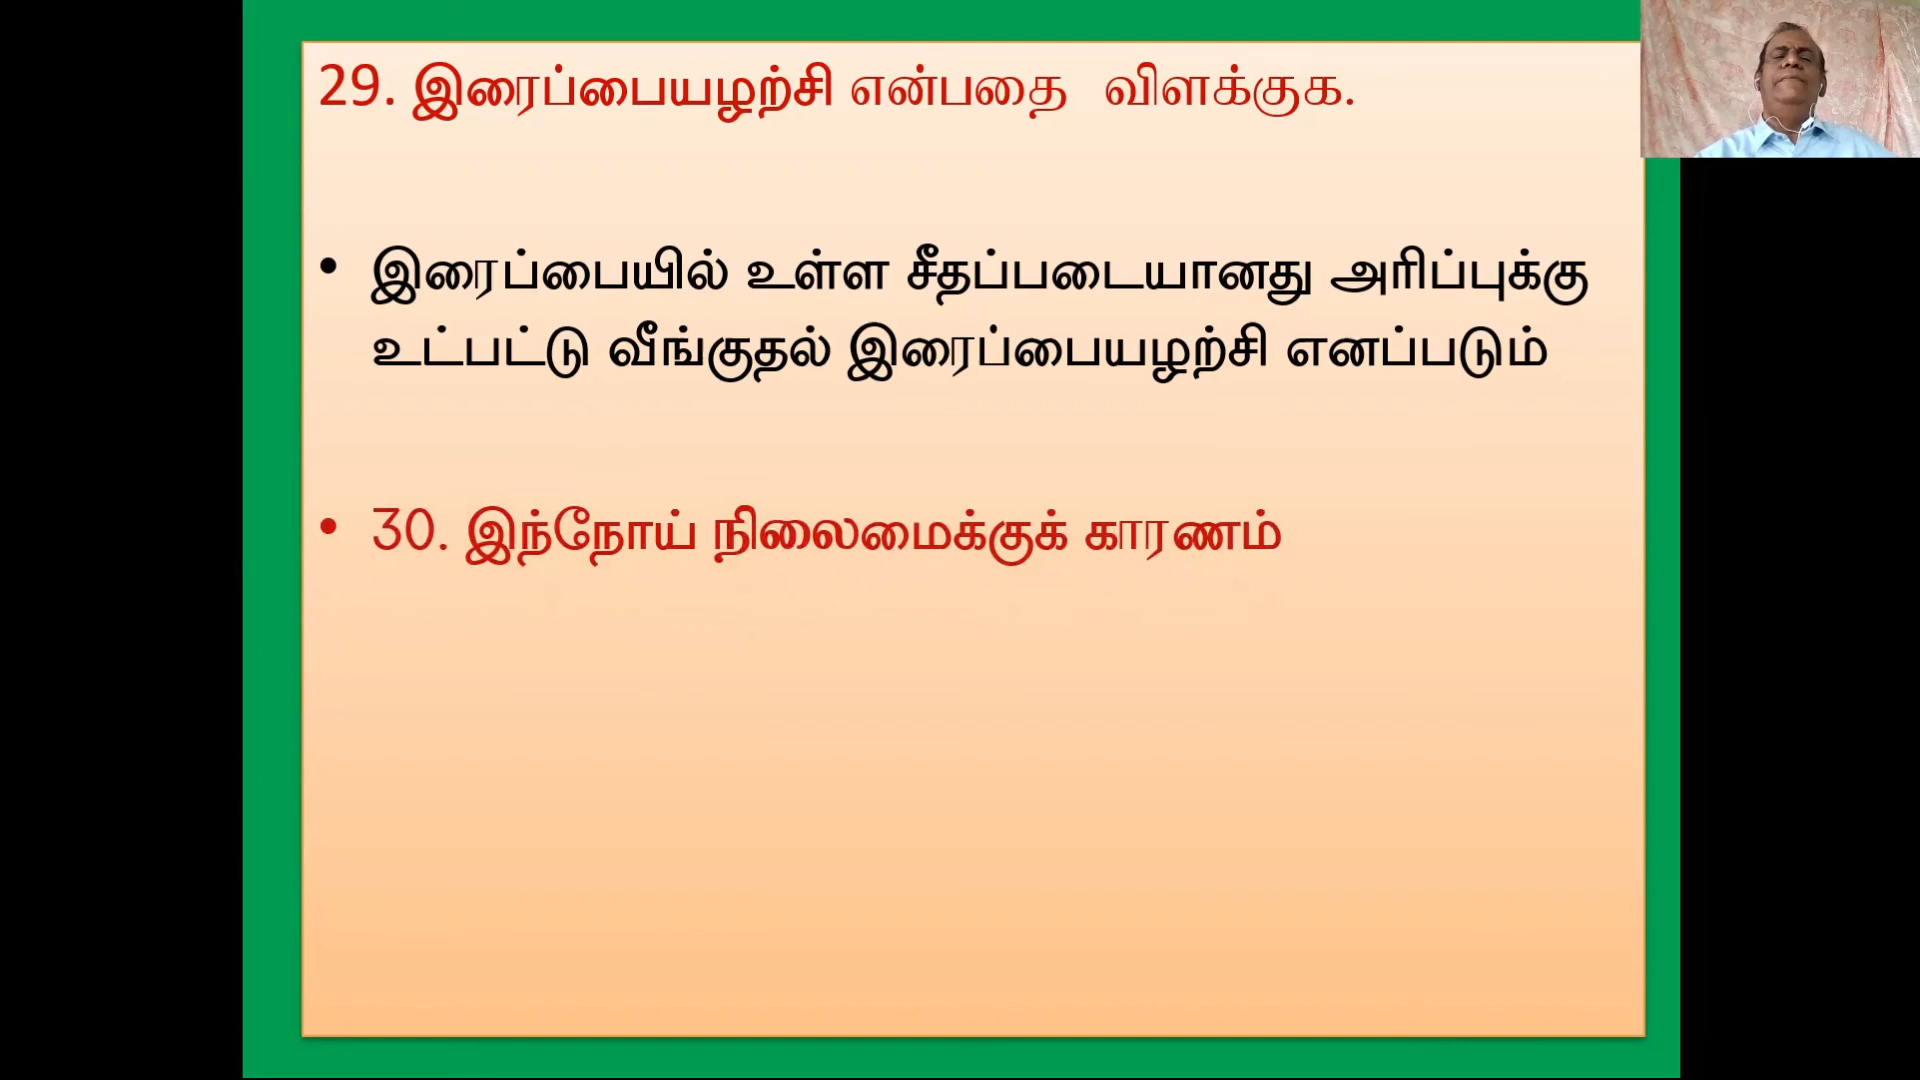 29. இரைப்பையழற்சி என்பதை விளக்குக.
• இரைப்பையில் உள்ள சீதப்படையானது அரிப்புக்கு
உட்பட்டு வீங்குதல் இரைப்பையழற்சி எனப்படும்
• 30. இந்நோய் நிலைமைக்குக் காரணம்